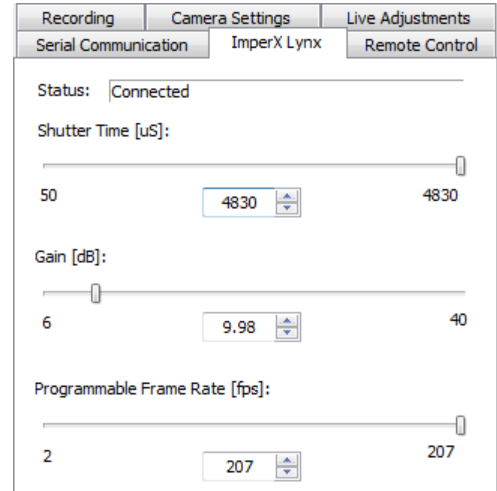 Recording Camera Settings Live Adjustments
Serial Communication ImperX Lynx Remote Control
Status: Connected
Shutter Time [uS]:
50 4830 4830
Gain [dB]:
6 9.98 40
Programmable Frame Rate [fps]:
2 207 207